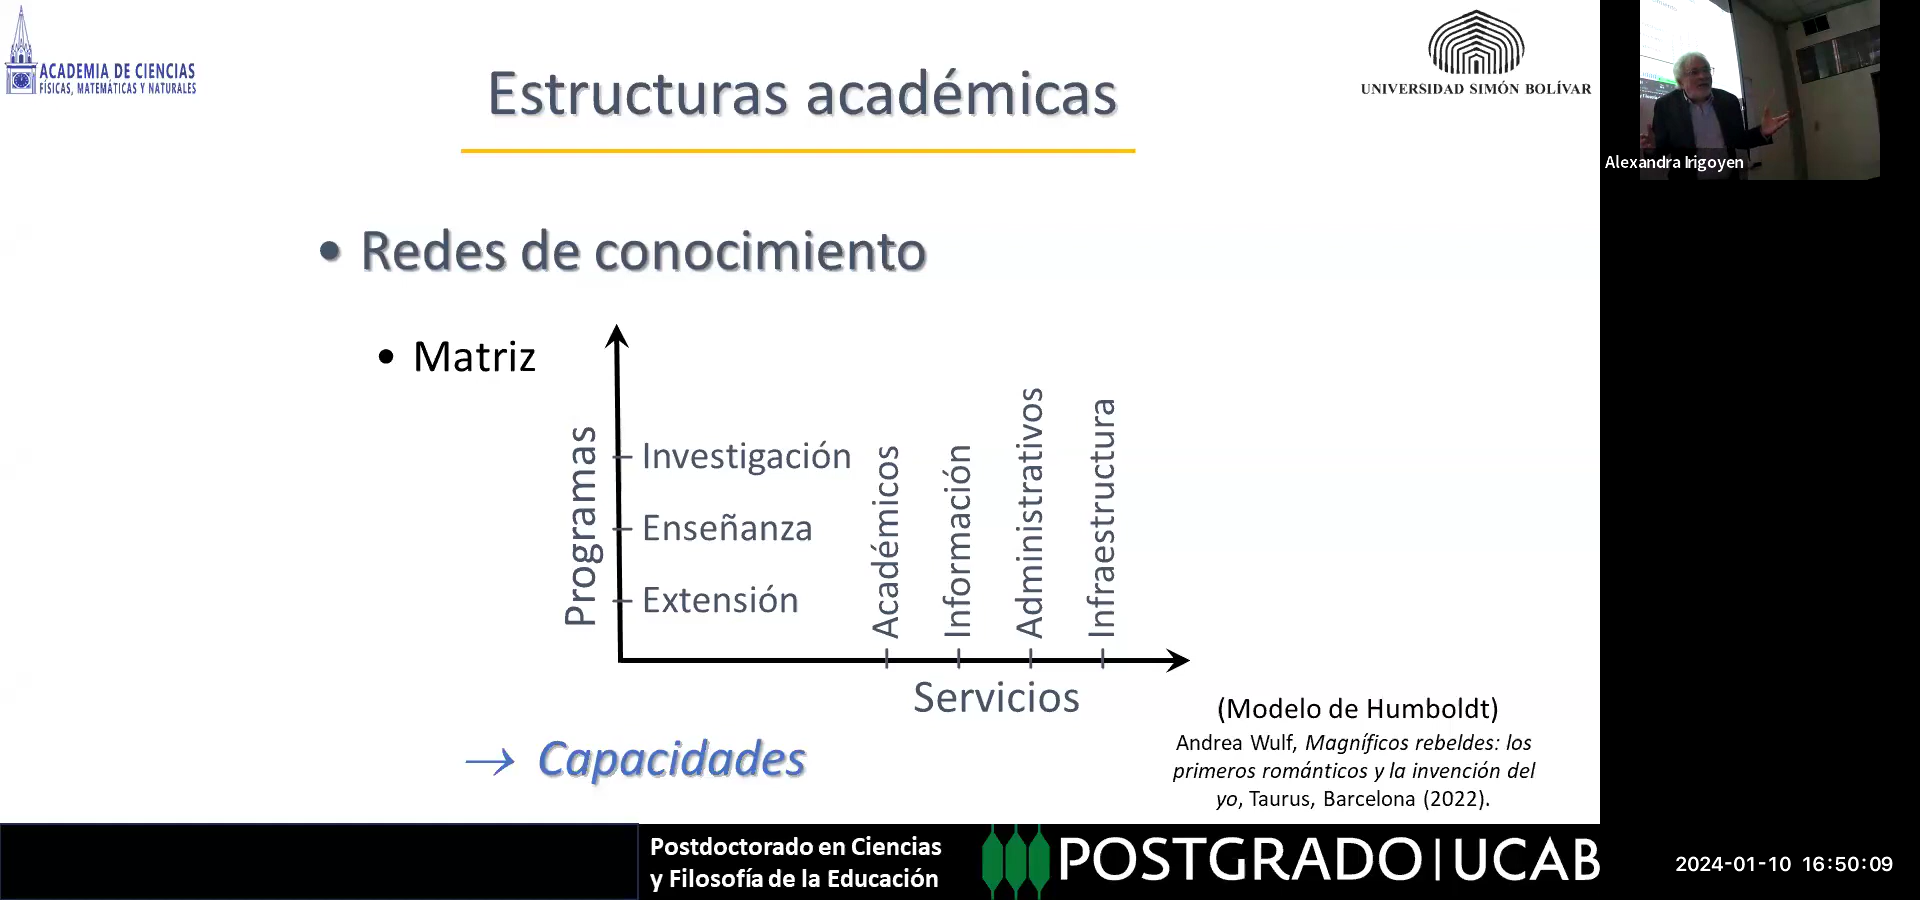 ACADEMIA DE CIENCIAS
FÍSICAS, MATEMÁTICAS Y NATURALES
Estructuras académicas
UNIVERSIDAD SIMÓN BOLÍVAR
Alexandra Irigoyen
• Redes de conocimiento
• Matriz
Programas
Investigación
Enseñanza
Extensión
Académicos
Información
Administrativos
Infraestructura
Servicios
→ Capacidades
(Modelo de Humboldt)
Andrea Wulf, Magníficos rebeldes: los
primeros románticos y la invención del
yo, Taurus, Barcelona (2022).
Postdoctorado en Ciencias
y Filosofía de la Educación
POSTGRADO|UCAB
2024-01-10 16:50:09